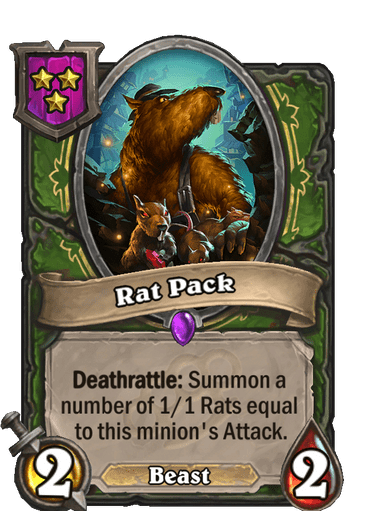 Rat Pack
Deathrattle: Summon a
number of 1/1 Rats equal
to this minion's Attack.
2
Beast
2